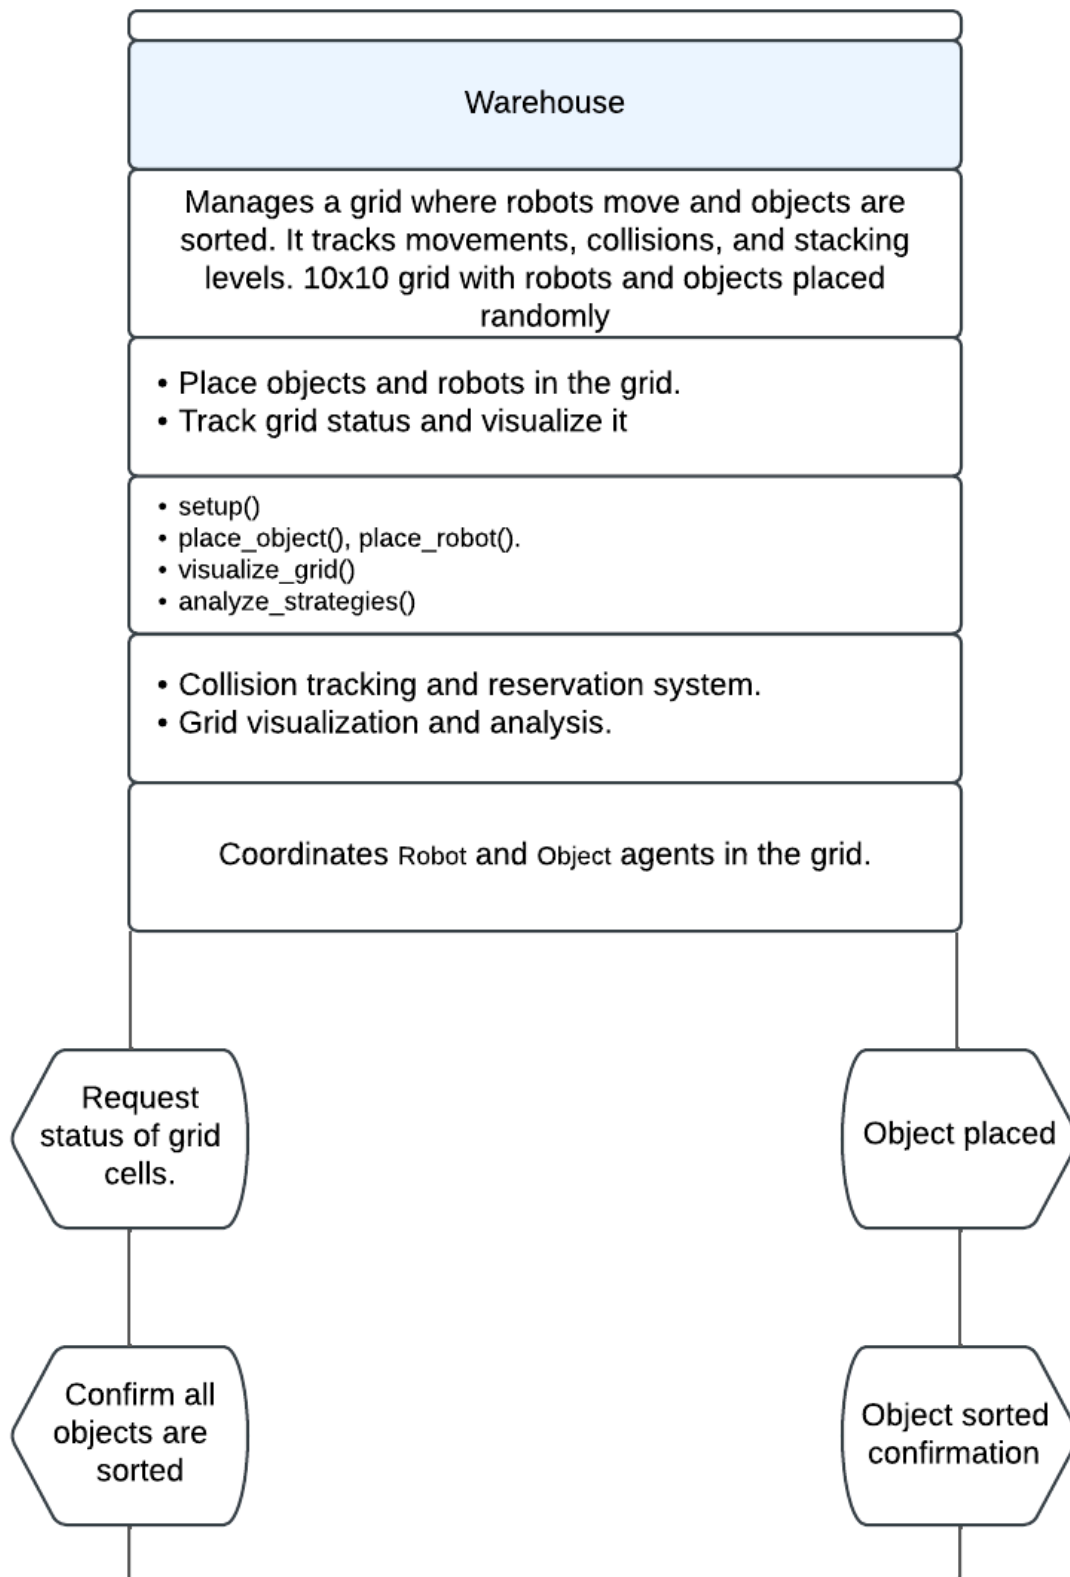 Warehouse
Manages a grid where robots move and objects are
sorted. It tracks movements, collisions, and stacking
levels. 10x10 grid with robots and objects placed
randomly
• Place objects and robots in the grid.
• Track grid status and visualize it
• setup()
• place_object(), place_robot().
• visualize_grid()
• analyze_strategies()
• Collision tracking and reservation system.
• Grid visualization and analysis.
Coordinates Robot and Object agents in the grid.
Request
status of grid
cells.
Object placed
Confirm all
objects are
sorted
Object sorted
confirmation